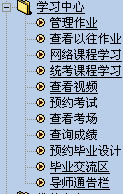 学习中心
管理作业
查看以往作业
网络课程学习
统考课程学习
查看视频
预约考试
查看考场
查询成绩
预约毕业设计
毕业交流区
导师通告栏